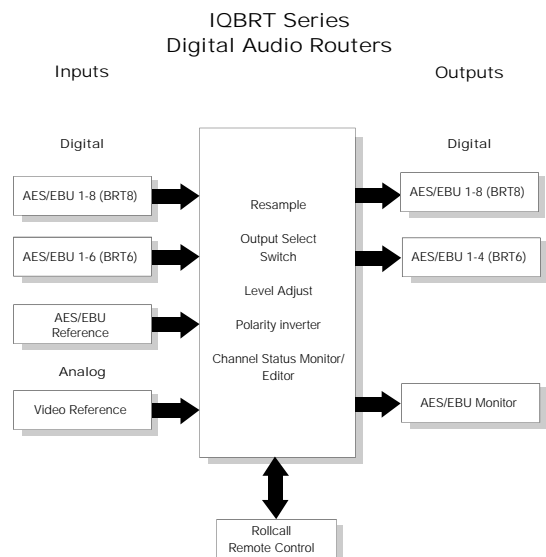 IQBRT Series
Digital Audio Routers
Inputs
Outputs
Digital
Digital
AES/EBU 1-8 (BRT8)
AES/EBU 1-6 (BRT6)
AES/EBU
Reference
Analog
Video Reference
Resample
Output Select
Switch
Level Adjust
Polarity inverter
Channel Status Monitor/
Editor
AES/EBU 1-8 (BRT8)
AES/EBU 1-4 (BRT6)
AES/EBU Monitor
Rollcall
Remote Control